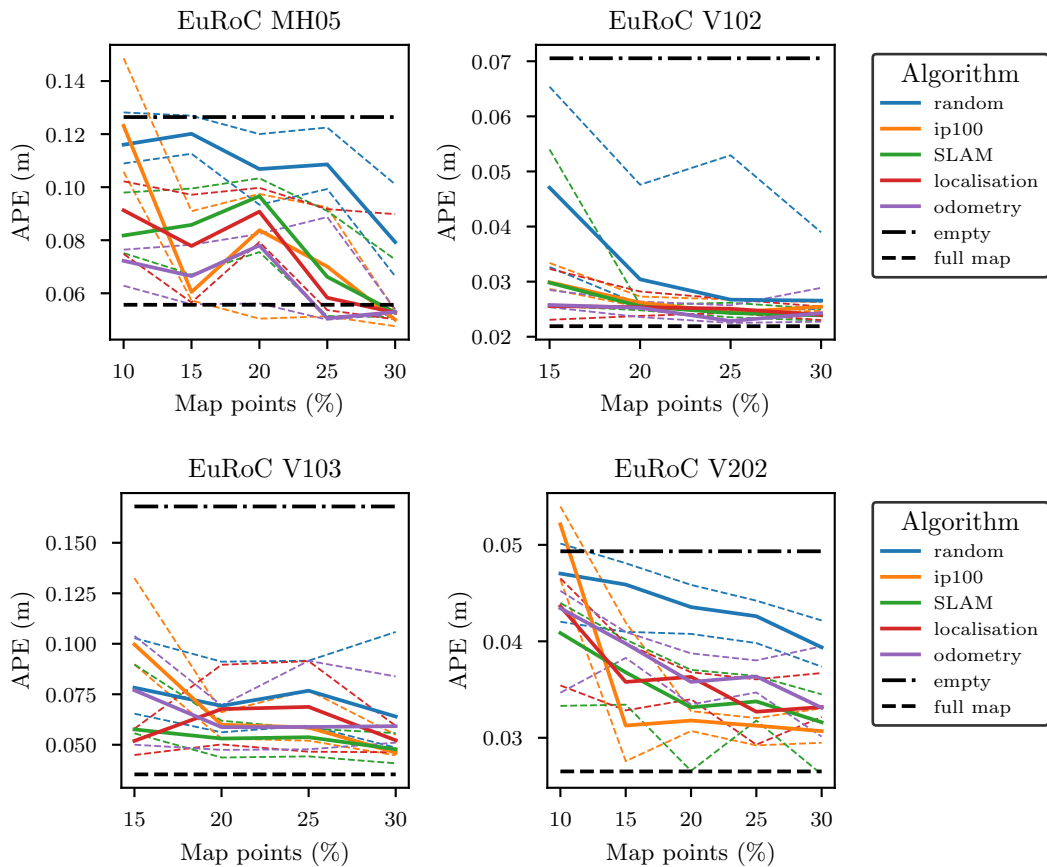 EuRoC MH05
EuRoC V102
0.14
0.12
0.10
0.08
0.06
APE (m)
10 15 20 25 30
Map points (%)
0.07
0.06
0.05
0.04
0.03
0.02
APE (m)
15 20 25 30
Map points (%)
Algorithm
random
ip100
SLAM
localisation
odometry
empty
full map
EuRoC V103
EuRoC V202
0.150
0.125
0.100
0.075
0.050
APE (m)
15 20 25 30
Map points (%)
0.05
0.04
0.03
APE (m)
10 15 20 25 30
Map points (%)
Algorithm
random
ip100
SLAM
localisation
odometry
empty
full map